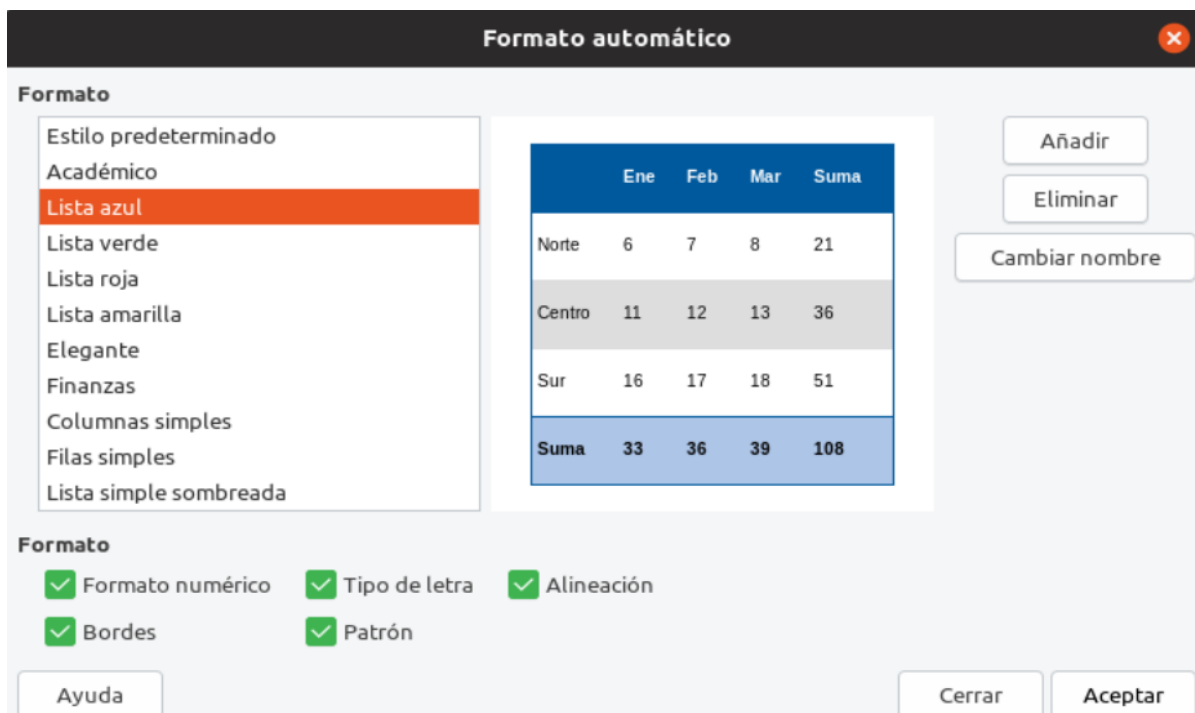 Formato automático
Formato
Estilo predeterminado
Académico
Lista azul
Lista verde
Lista roja
Lista amarilla
Elegante
Finanzas
Columnas simples
Filas simples
Lista simple sombreada
Ene Feb Mar Suma
Norte 6 7 8 21
Centro 11 12 13 36
Sur 16 17 18 51
Suma 33 36 39 108
Añadir
Eliminar
Cambiar nombre
Formato
Formato numérico Tipo de letra Alineación
Bordes Patrón
Ayuda Cerrar Aceptar